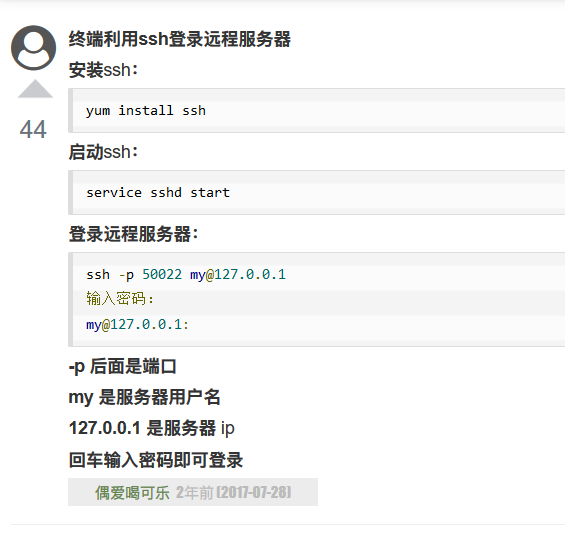 终端利用ssh登录远程服务器
安装ssh：
44
yum install ssh
启动ssh：
service sshd start
登录远程服务器：
ssh -p 50022 my@127.0.0.1
输入密码：
my@127.0.0.1:
-p 后面是端口
my 是服务器用户名
127.0.0.1 是服务器 ip
回车输入密码即可登录
偶爱喝可乐 2年前 (2017-07-28)